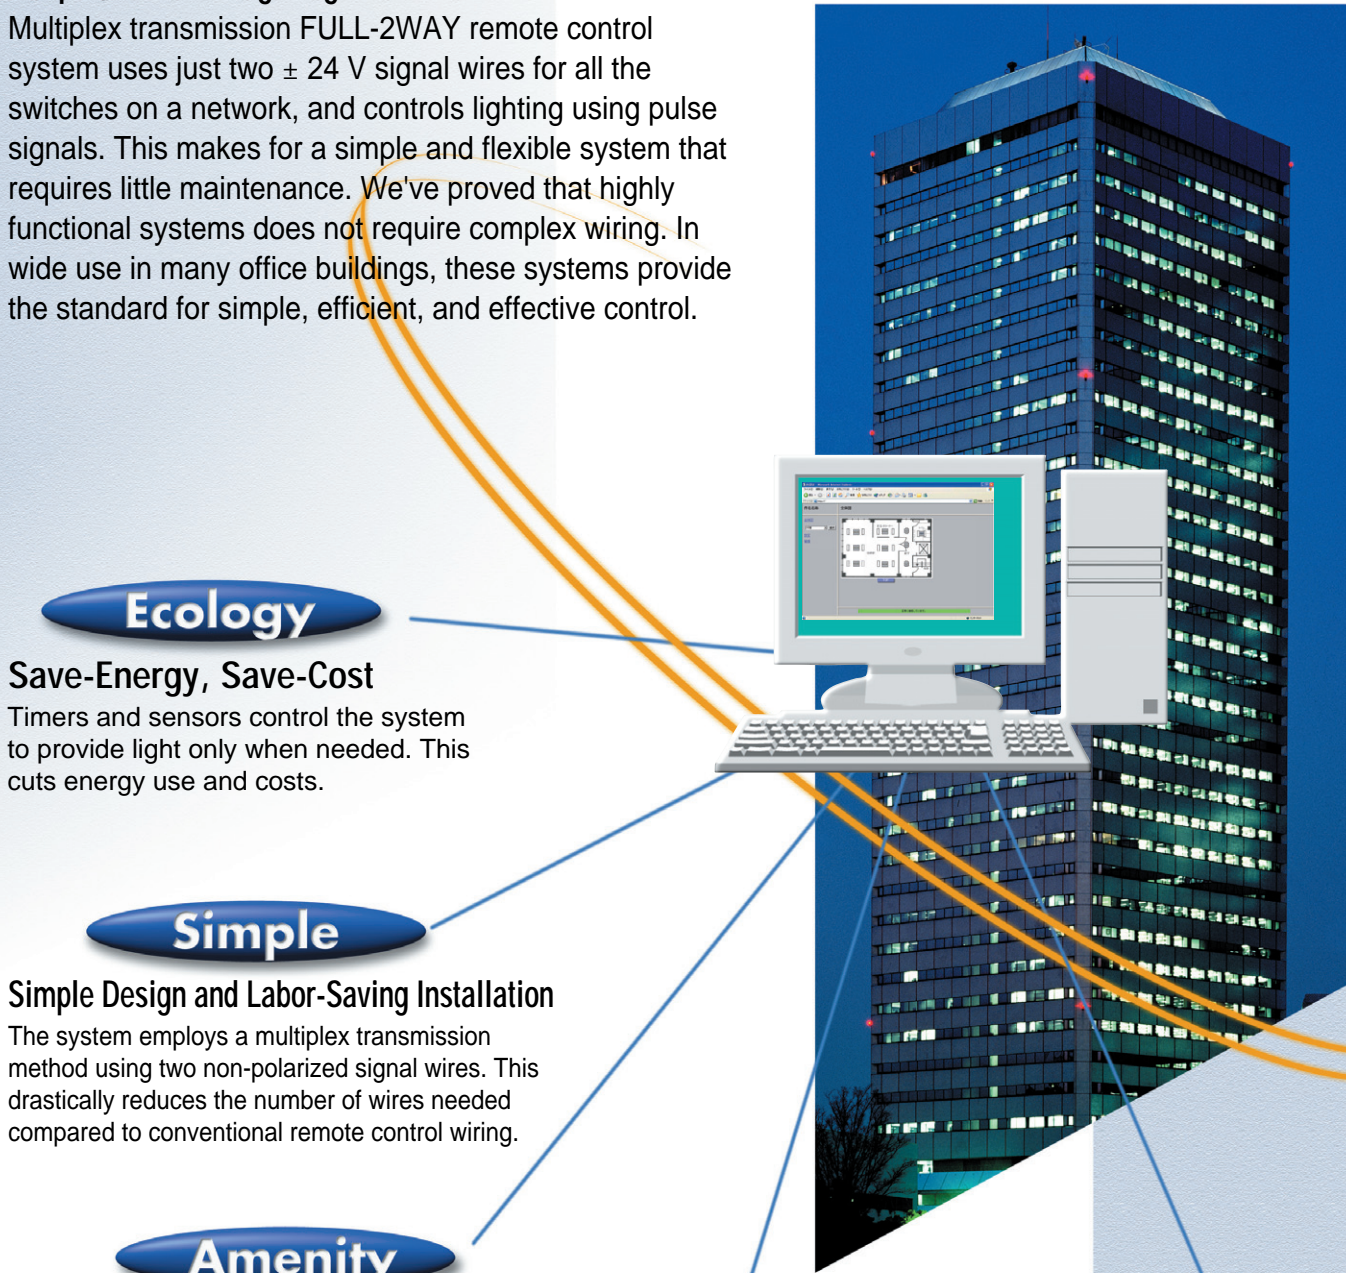 Multiplex transmission FULL-2WAY remote control
system uses just two ± 24 V signal wires for all the
switches on a network, and controls lighting using pulse
signals. This makes for a simple and flexible system that
requires little maintenance. We've proved that highly
functional systems does not require complex wiring. In
wide use in many office buildings, these systems provide
the standard for simple, efficient, and effective control.
Ecology
Save-Energy, Save-Cost
Timers and sensors control the system
to provide light only when needed. This
cuts energy use and costs.
Simple
Simple Design and Labor-Saving Installation
The system employs a multiplex transmission
method using two non-polarized signal wires. This
drastically reduces the number of wires needed
compared to conventional remote control wiring.
Amenity